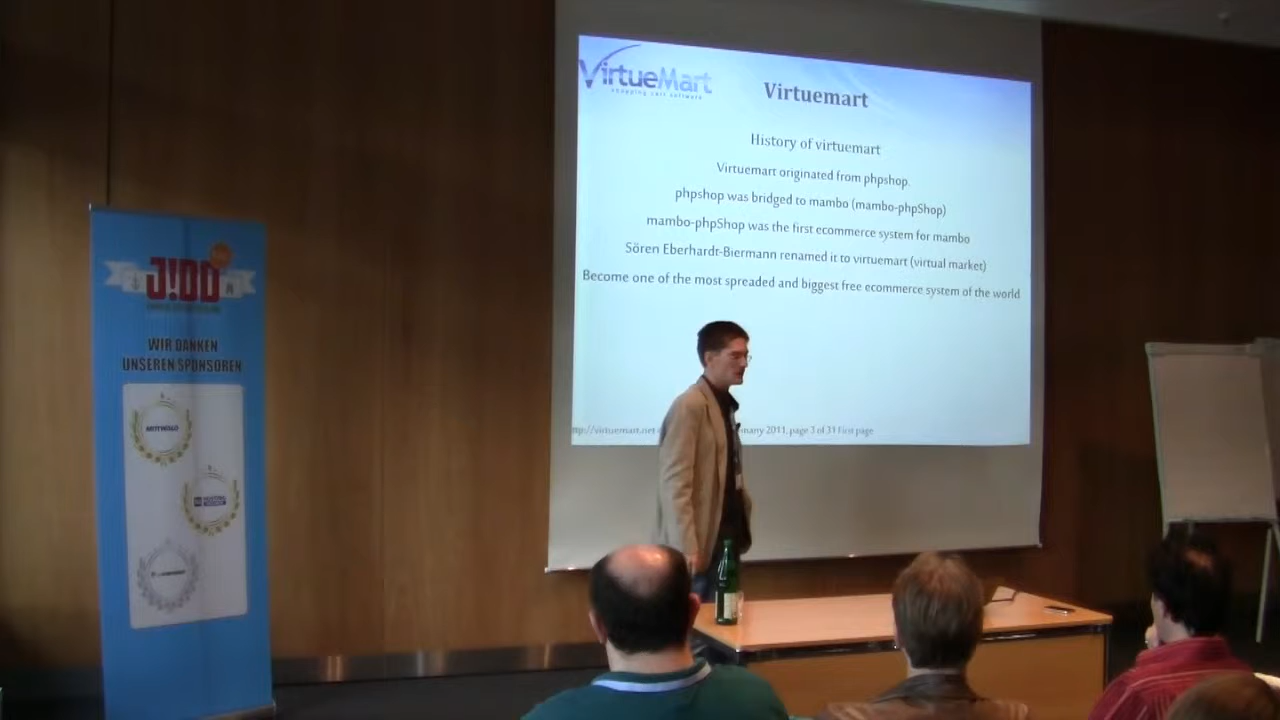 VirtueMart
shopping cart software
Virtuemart
History of virtuemart
Virtuemart originated from phpshop.
phpshop was bridged to mambo (mambo-phpShop)
mambo-phpShop was the first ecommerce system for mambo
Sören Eberhardt-Biermann renamed it to virtuemart (virtual market)
Become one of the most spreaded and biggest free ecommerce system of the world
ttp://virtuemart.net
many 2011, page 3 of 31 First page
WIR DANKEN
UNSEREN SPONSOREN
MITTWALD